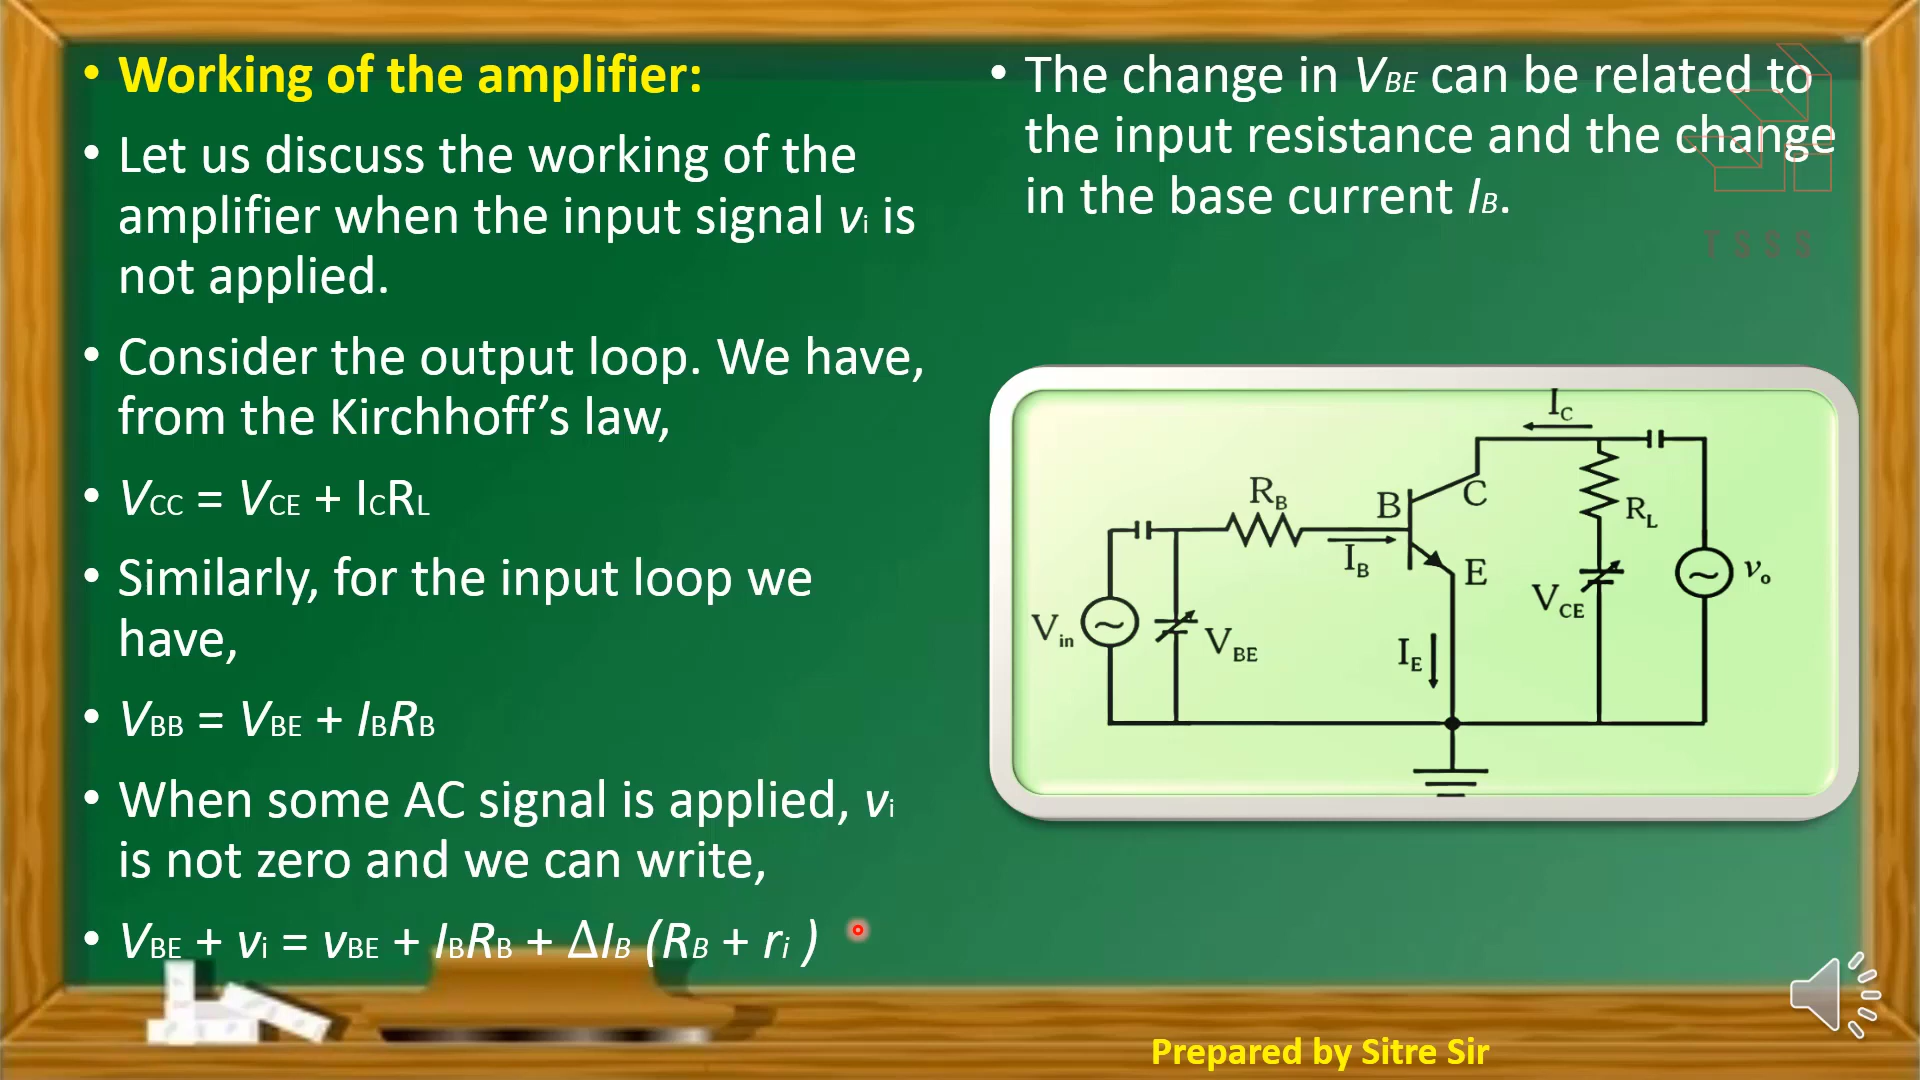 • Working of the amplifier:
• Let us discuss the working of the
amplifier when the input signal vi is
not applied.
• Consider the output loop. We have,
from the Kirchhoff’s law,
• VCC = VCE + ICRL
• Similarly, for the input loop we
have,
• VBB = VBE + IBRB
• When some AC signal is applied, vi
is not zero and we can write,
• VBE + vi = vBE + IBRB + ΔIB (RB + ri )
• The change in VBE can be related to
the input resistance and the change
in the base current IB.
TSSS
IC
RB
B
C
RL
IB
E
VCE
vo
Vin
VBE
IE
Prepared by Sitre Sir